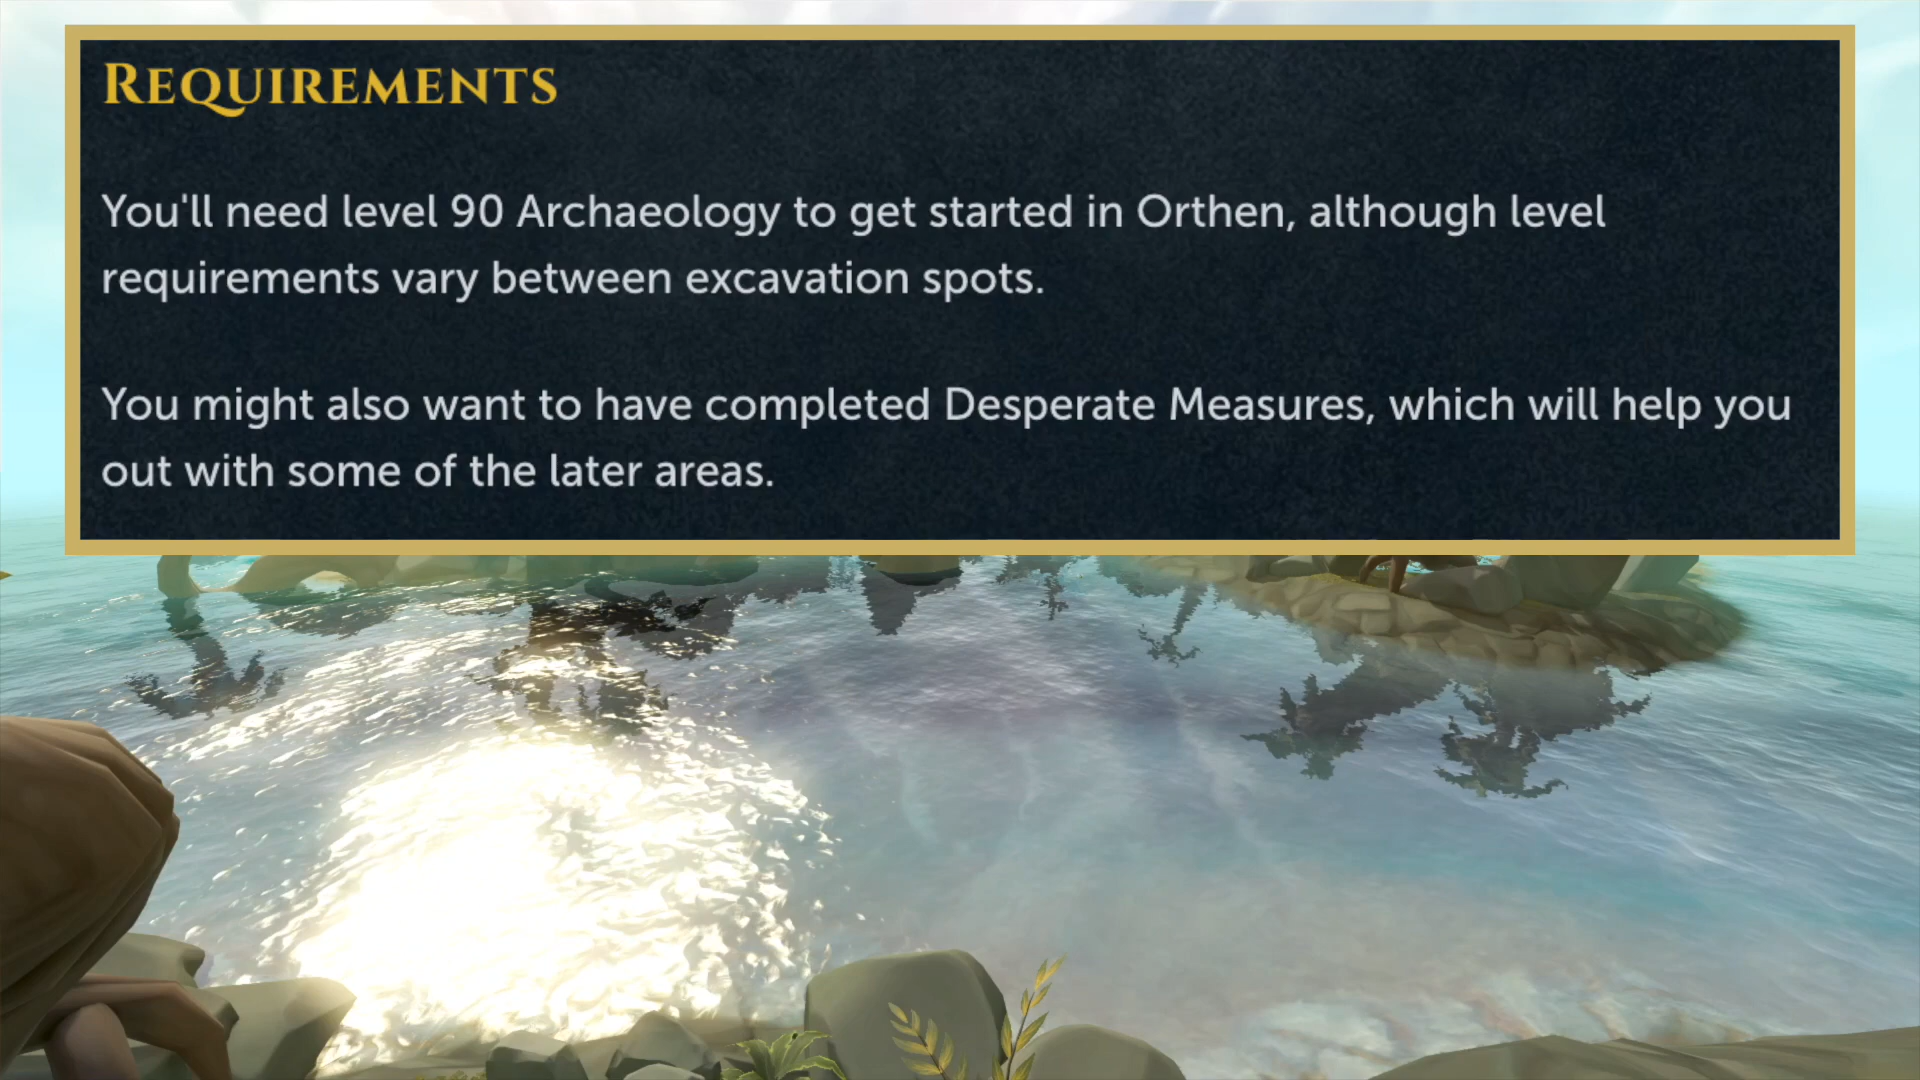 Requirements
You'll need level 90 Archaeology to get started in Orthen, although level
requirements vary between excavation spots.
You might also want to have completed Desperate Measures, which will help you
out with some of the later areas.